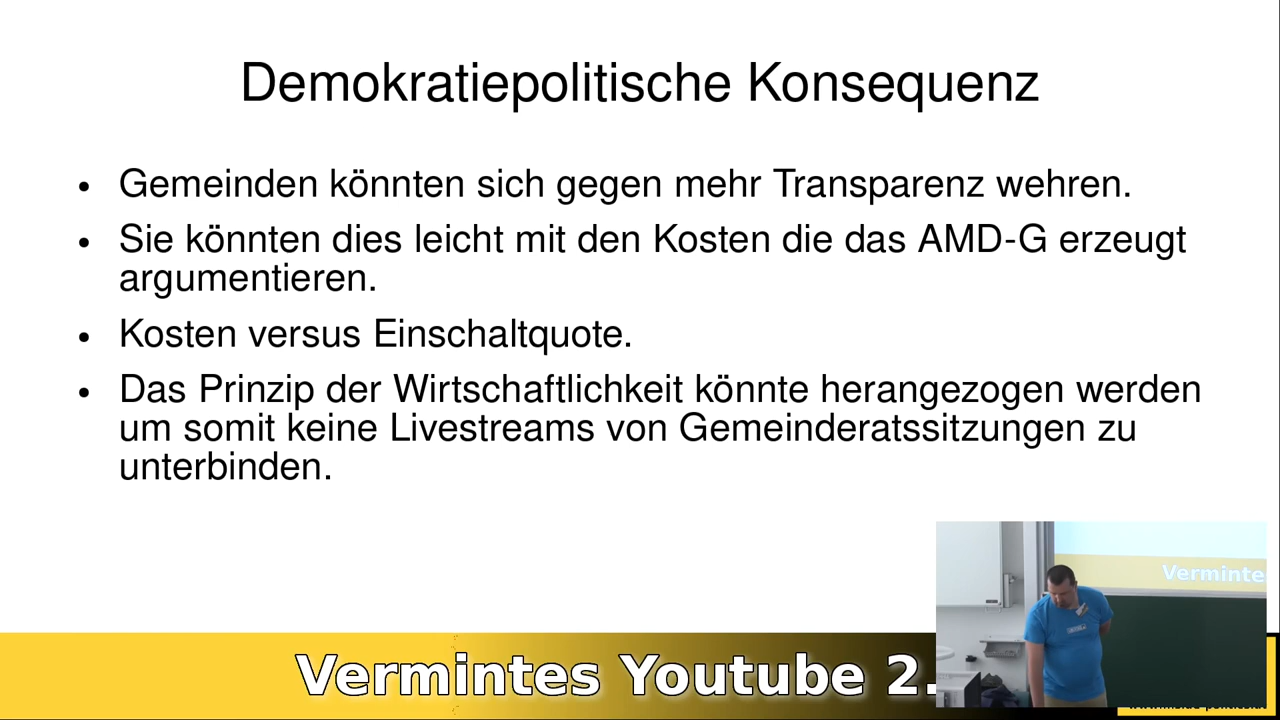 Demokratiepolitische Konsequenz
• Gemeinden könnten sich gegen mehr Transparenz wehren.
• Sie könnten dies leicht mit den Kosten die das AMD-G erzeugt
argumentieren.
• Kosten versus Einschaltquote.
• Das Prinzip der Wirtschaftlichkeit könnte herangezogen werden
um somit keine Livestreams von Gemeinderatssitzungen zu
unterbinden.
Verminte
Vermintes Youtube 2.